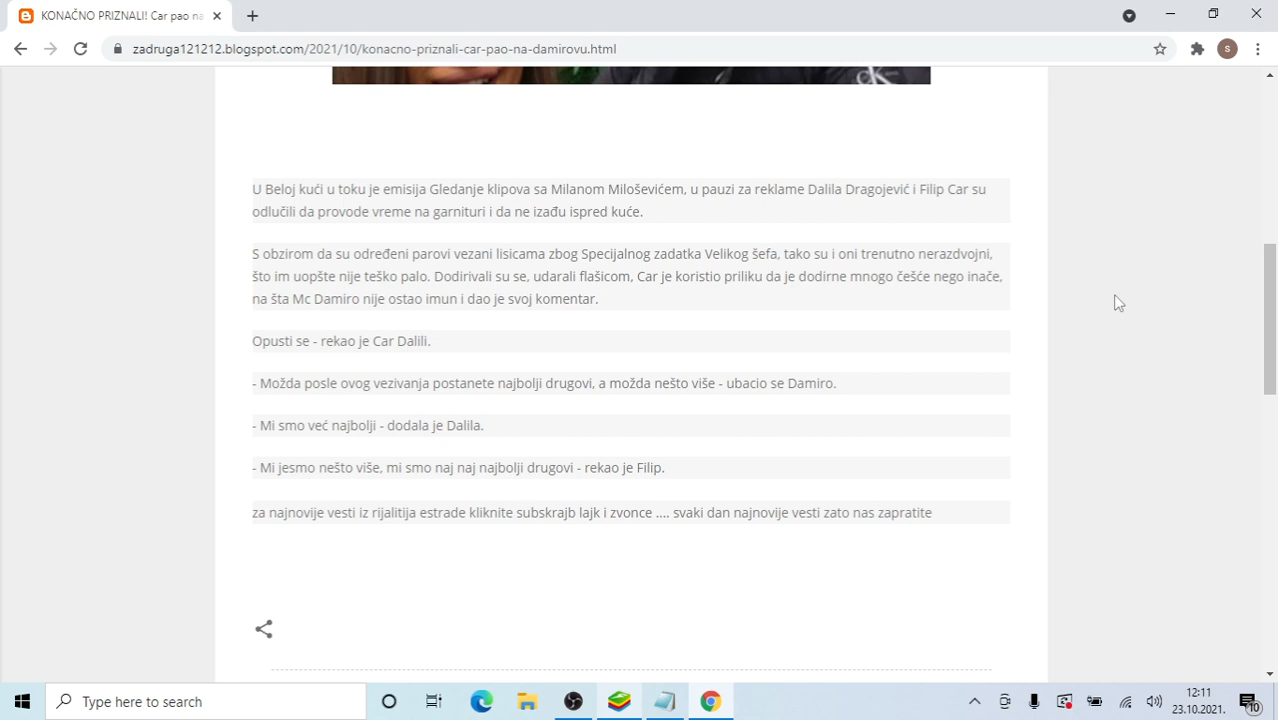 KONAČNO PRIZNALI! Car pao na
zadruga121212.blogspot.com/2021/10/konacno-priznali-car-pao-na-damirovu.html
S
CK
U Beloj kući u toku je emisija Gledanje klipova sa Milanom Miloševićem, u pauzi za reklame Dalila Dragojević i Filip Car su
odlučili da provode vreme na garnituri i da ne izađu ispred kuće.
S obzirom da su određeni parovi vezani lisicama zbog Specijalnog zadatka Velikog šefa, tako su i oni trenutno nerazdvojni,
što im uopšte nije teško palo. Dodirivali su se, udarali flašicom, Car je koristio priliku da je dodirne mnogo češće nego inače,
na šta Mc Damiro nije ostao imun i dao je svoj komentar.
Opusti se - rekao je Car Dalili.
- Možda posle ovog vezivanja postanete najbolji drugovi, a možda nešto više - ubacio se Damiro.
- Mi smo već najbolji - dodala je Dalila.
- Mi jesmo nešto više, mi smo naj naj najbolji drugovi - rekao je Filip.
za najnovije vesti iz rijalitija estrade kliknite subskrajb lajk i zvonce .... svaki dan najnovije vesti zato nas zapratite
Type here to search
12:11
23.10.2021.
10